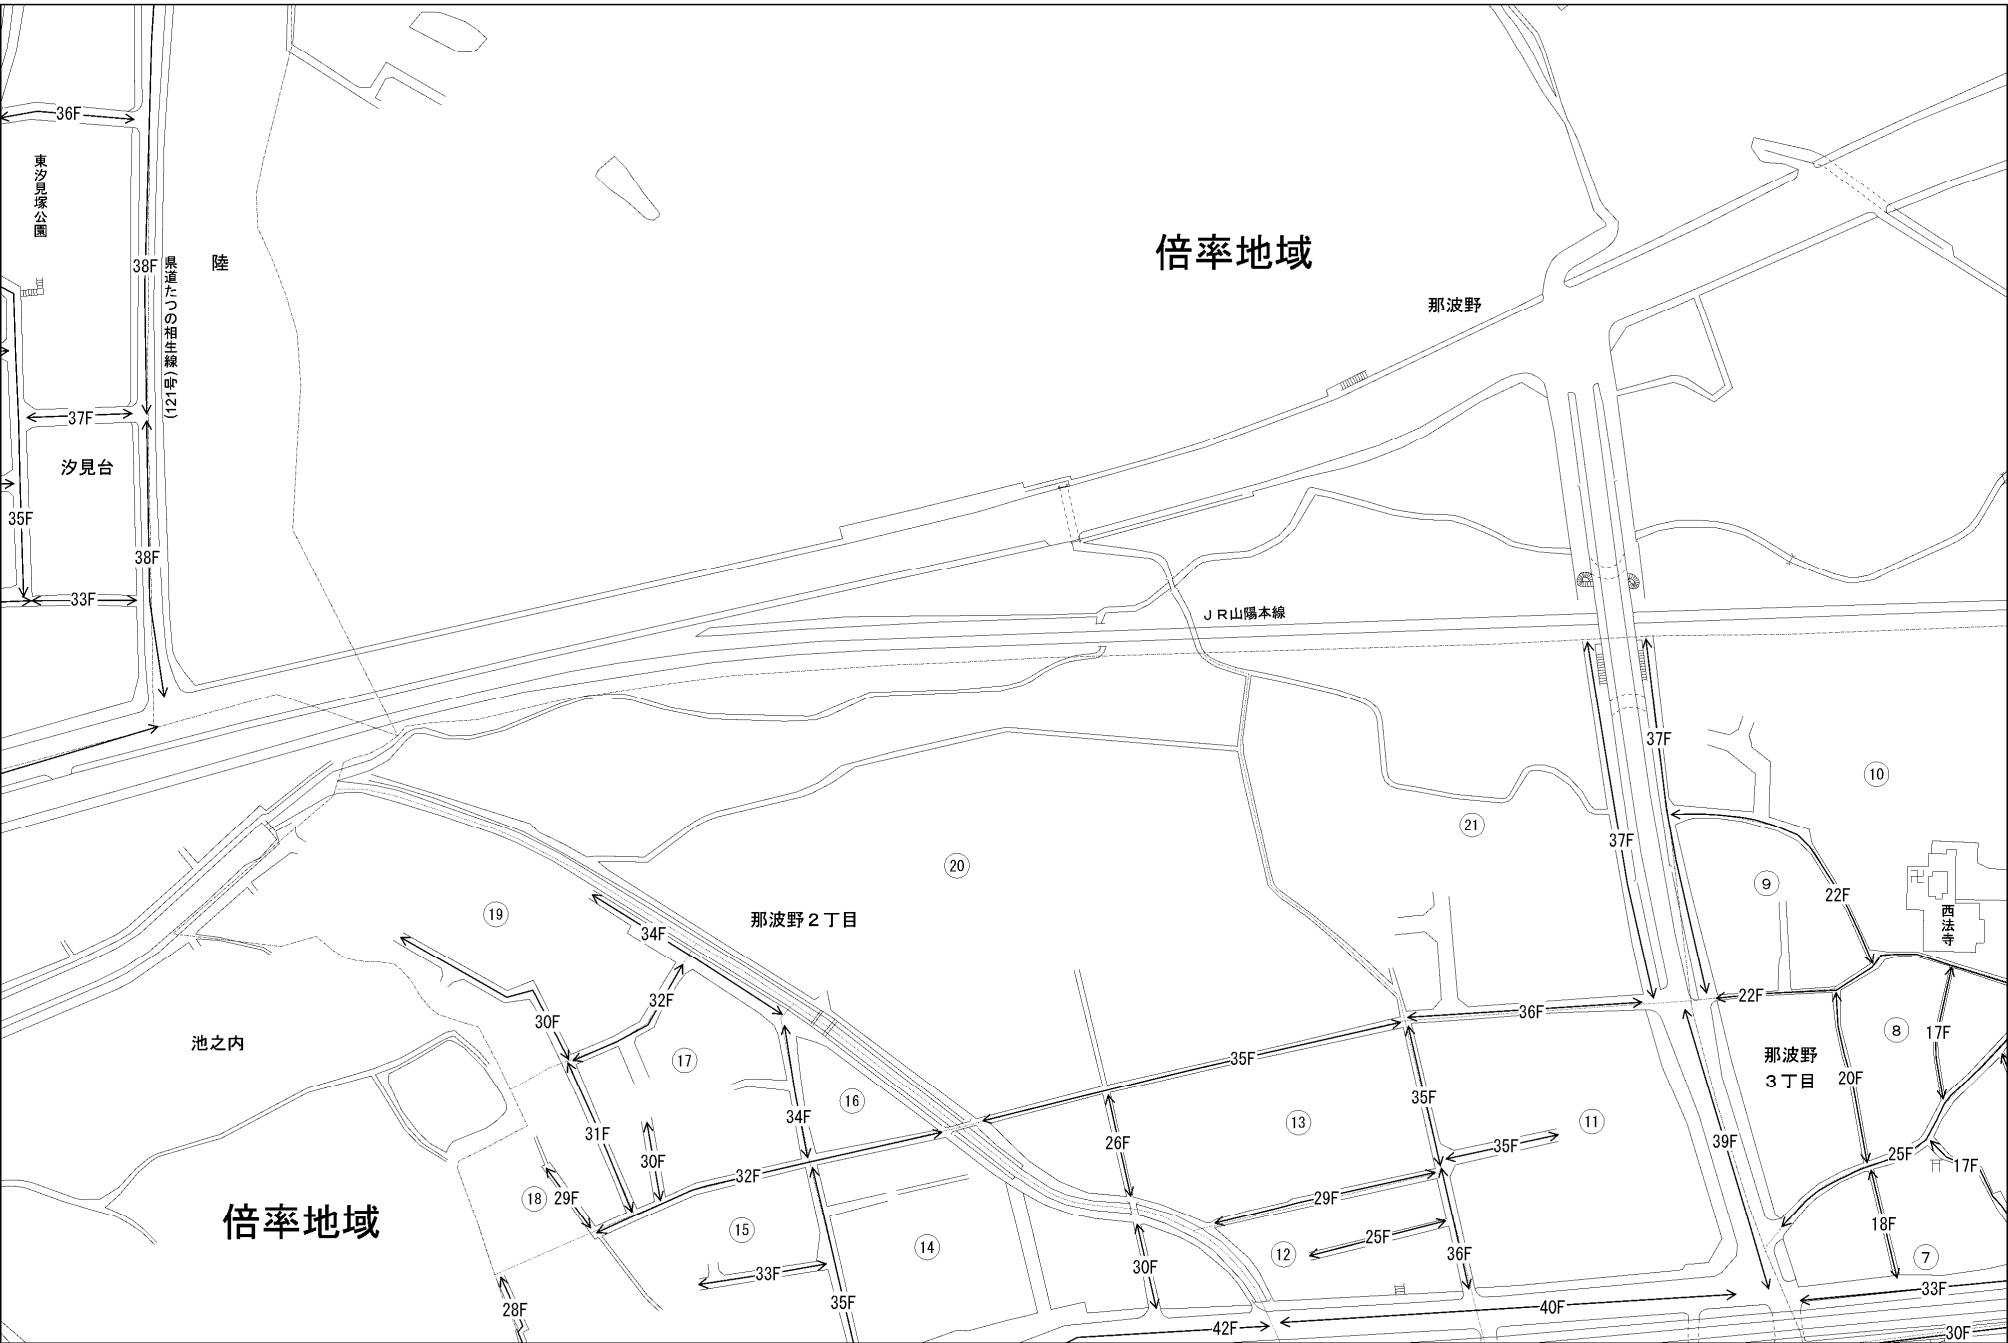 36F
東汐見塚公園
38F
県道たつの相生線(121号)
陸
倍率地域
那波野
37F
汐見台
35F
38F
33F
ＪＲ山陽本線
37F
10
37F
21
9
22F
西法寺
20
19
那波野２丁目
34F
32F
30F
36F
22F
8
17F
那波野
３丁目
20F
池之内
17
35F
16
34F
31F
30F
26F
13
35F
11
35F
39F
25F
17F
32F
18
29F
29F
15
14
12
25F
36F
18F
7
33F
30F
33F
倍率地域
28F
35F
42F
40F
30F